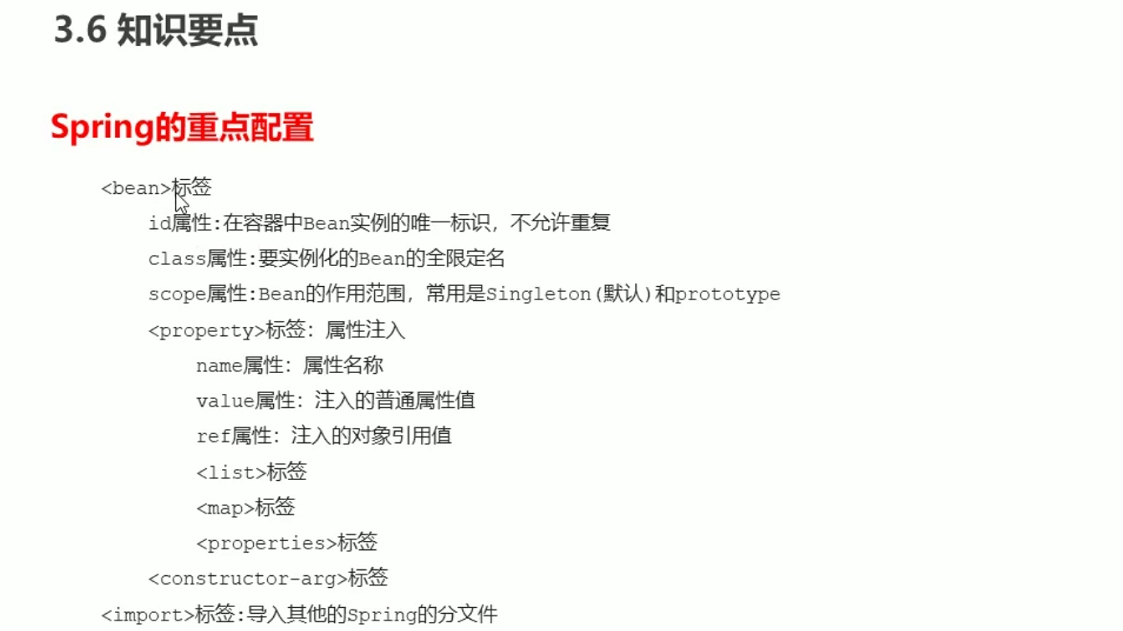 3.6 知识要点
Spring的重点配置
<bean>标签
id属性:在容器中Bean实例的唯一标识，不允许重复
class属性:要实例化的Bean的全限定名
scope属性:Bean的作用范围，常用是Singleton(默认)和prototype
<property>标签：属性注入
name属性：属性名称
value属性：注入的普通属性值
ref属性：注入的对象引用值
<list>标签
<map>标签
<properties>标签
<constructor-arg>标签
<import>标签:导入其他的Spring的分文件